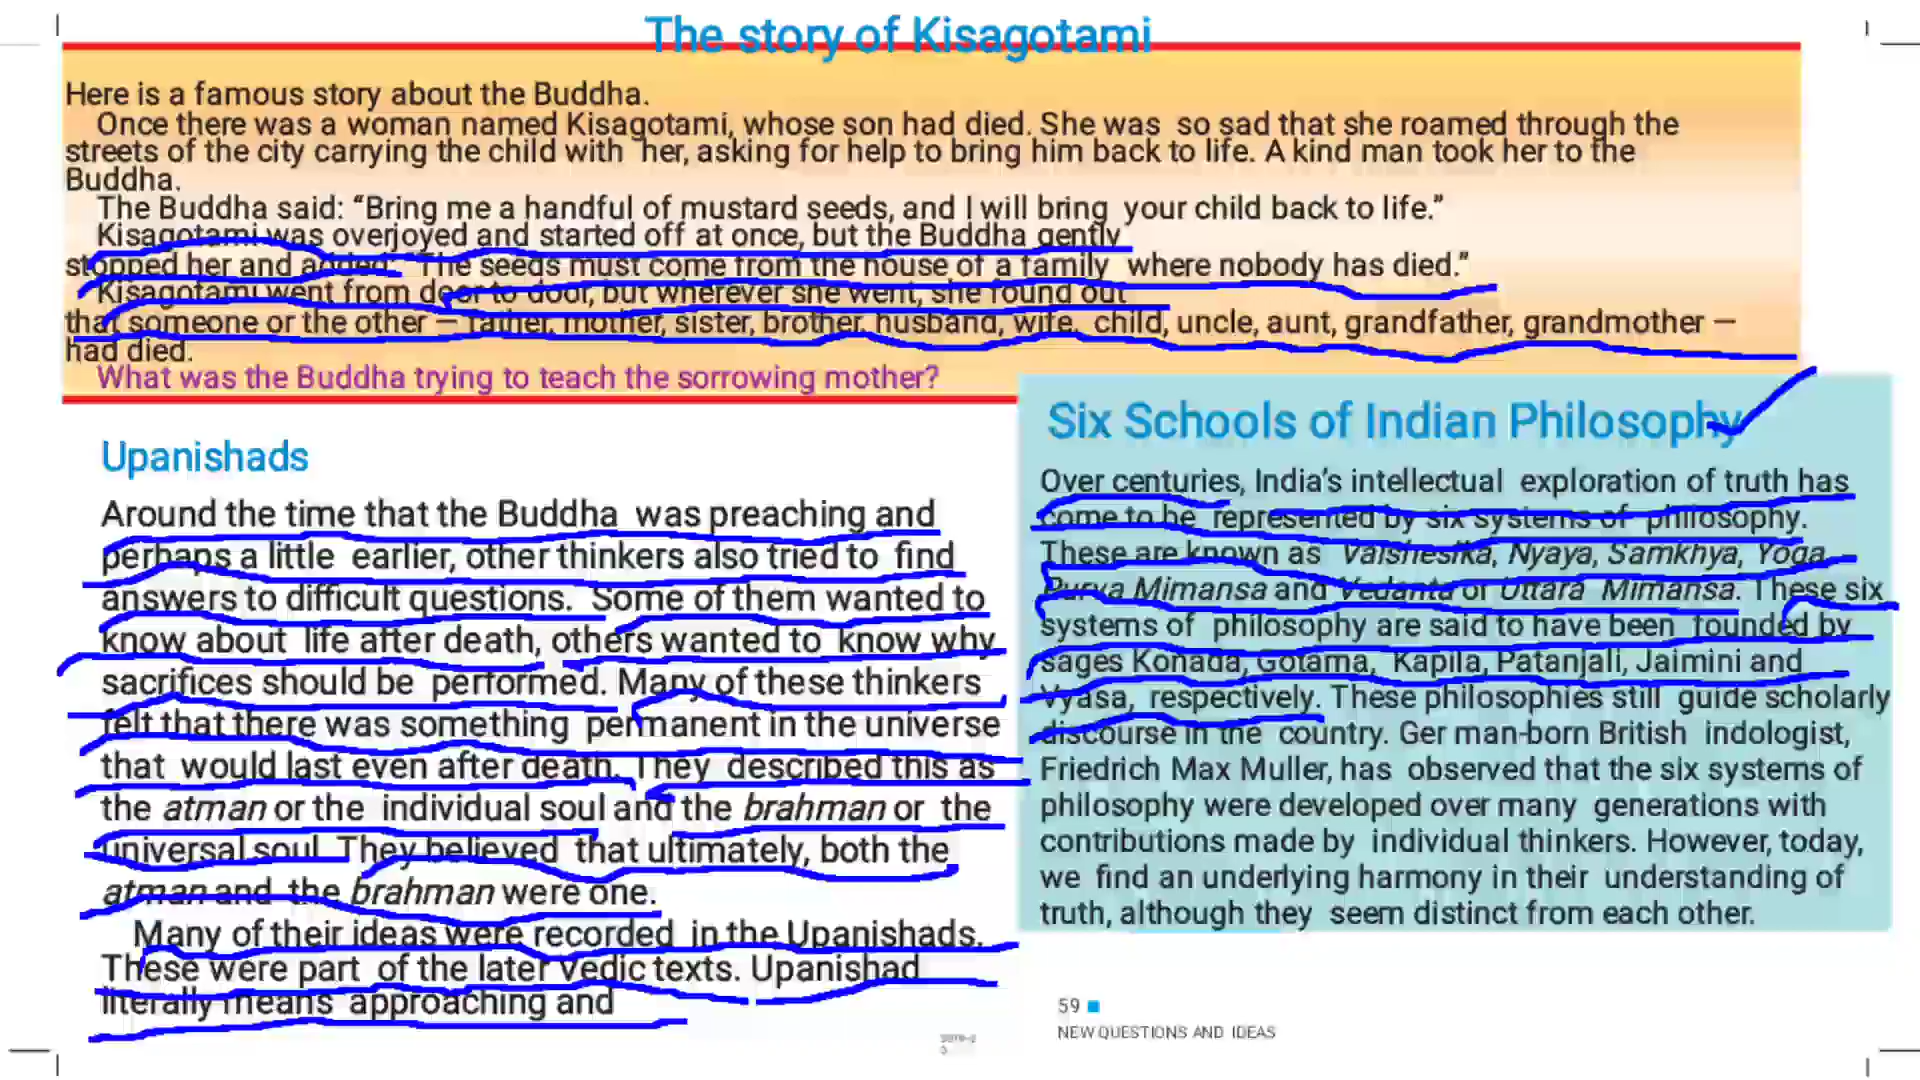 The story of Kisagotami
Here is a famous story about the Buddha.
Once there was a woman named Kisagotami, whose son had died. She was so sad that she roamed through the
streets of the city carrying the child with her, asking for help to bring him back to life. A kind man took her to the
Buddha.
The Buddha said: “Bring me a handful of mustard seeds, and I will bring your child back to life.”
Kisagotami was overjoyed and started off at once, but the Buddha gently
stopped her and added: “The seeds must come from the house of a family where nobody has died.”
Kisagotami went from door to door, but wherever she went, she found out
that someone or the other — father, mother, sister, brother, husband, wife, child, uncle, aunt, grandfather, grandmother —
had died.
What was the Buddha trying to teach the sorrowing mother?
Upanishads
Around the time that the Buddha was preaching and
perhaps a little earlier, other thinkers also tried to find
answers to difficult questions. Some of them wanted to
know about life after death, others wanted to know why
sacrifices should be performed. Many of these thinkers
felt that there was something permanent in the universe
that would last even after death. They described this as
the atman or the individual soul and the brahman or the
universal soul. They believed that ultimately, both the
atman and the brahman were one.
Many of their ideas were recorded in the Upanishads.
These were part of the later Vedic texts. Upanishad
literally means approaching and
Six Schools of Indian Philosophy
Over centuries, India’s intellectual exploration of truth has
come to be represented by six systems of philosophy.
These are known as Vaishesika, Nyaya, Samkhya, Yoga,
Purva Mimansa and Vedanta or Uttara Mimansa. These six
systems of philosophy are said to have been founded by
sages Konada, Gotama, Kapila, Patanjali, Jaimini and
Vyasa, respectively. These philosophies still guide scholarly
discourse in the country. Ger man-born British indologist,
Friedrich Max Muller, has observed that the six systems of
philosophy were developed over many generations with
contributions made by individual thinkers. However, today,
we find an underlying harmony in their understanding of
truth, although they seem distinct from each other.
59
NEW QUESTIONS AND IDEAS